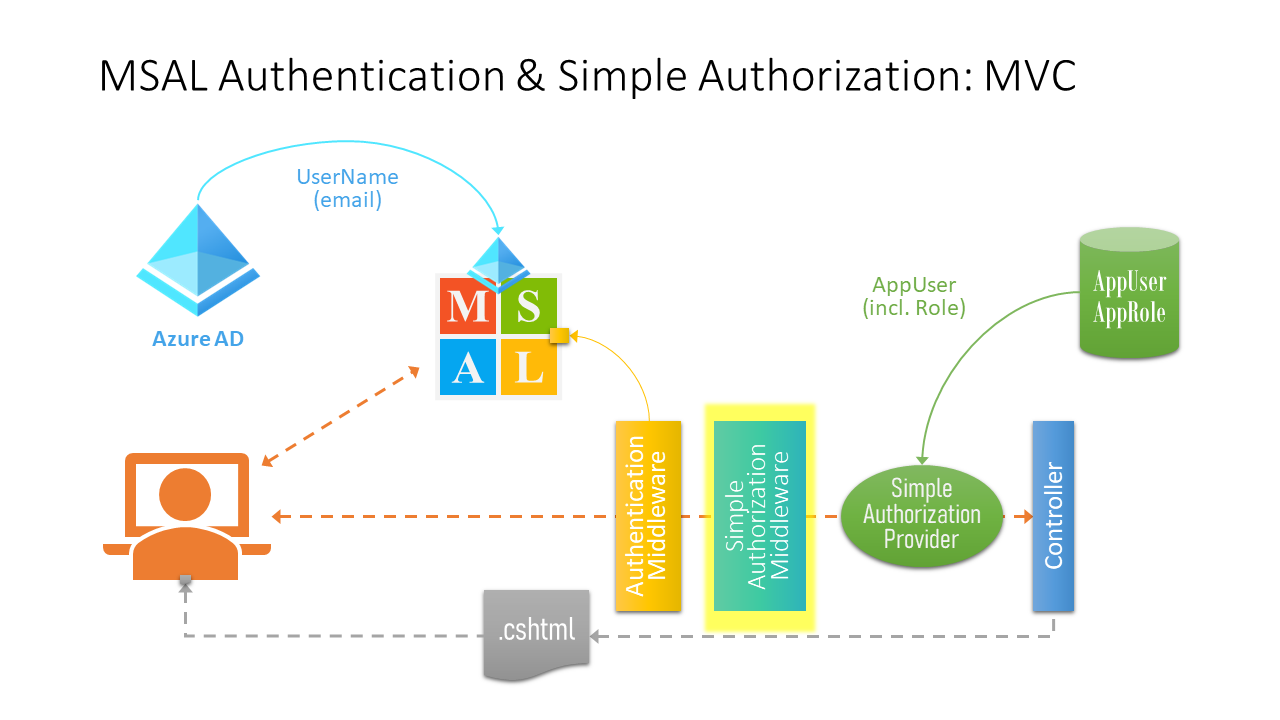 MSAL Authentication & Simple Authorization: MVC
UserName
(email)
Azure AD
M S
A L
AppUser
(incl. Role)
AppUser
AppRole
Authentication
Middleware
Simple
Authorization
Middleware
Simple
Authorization
Provider
Controller
.cshtml